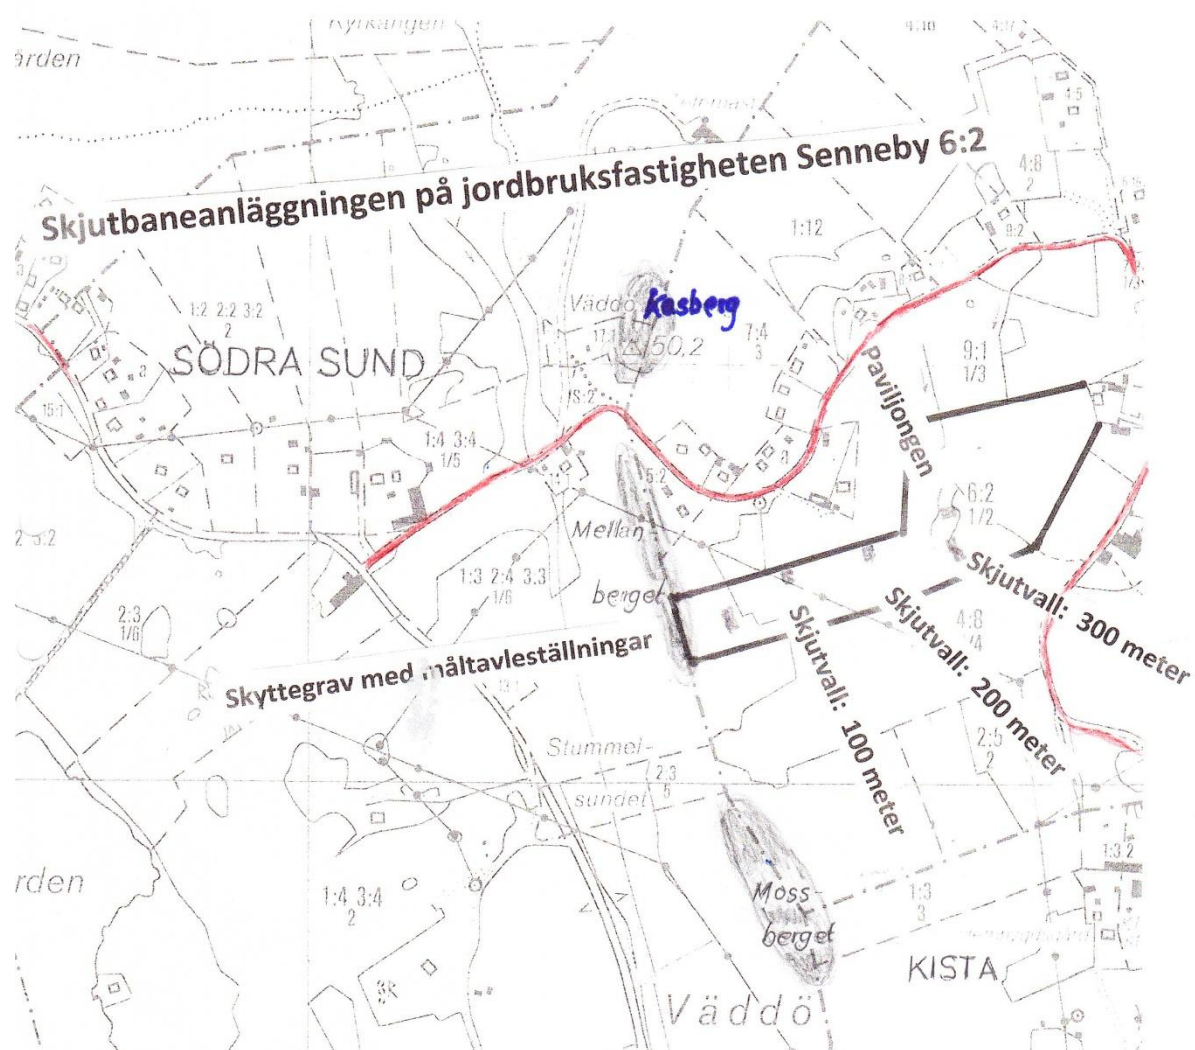 Kyrkängen
ärden
4:5
4:8
2
Skjutbaneanläggningen på jordbruksfastigheten Senneby 6:2
9:2
1:12
Väddö Kasberg
1:2 2:2 3:2
2
50,2
7:4
3
SÖDRA SUND
9:1
1/3
Paviljongen
15:1
1:4 3:4
1/5
5:2
6:2
1/2
Mellan-
berget
1:3 2:4 3:3
1/6
2:3
1/6
Skjutvall: 300 meter
Skjutvall: 200 meter
Skjutvall: 100 meter
4:8
Skyttegrav med måltavleställningar
13:1
Stummel-
sundet
2:3
2:5
2
rden
1:4 3:4
2
Moss-
berget
1:3
3
1:3 2
KISTA
Väddö